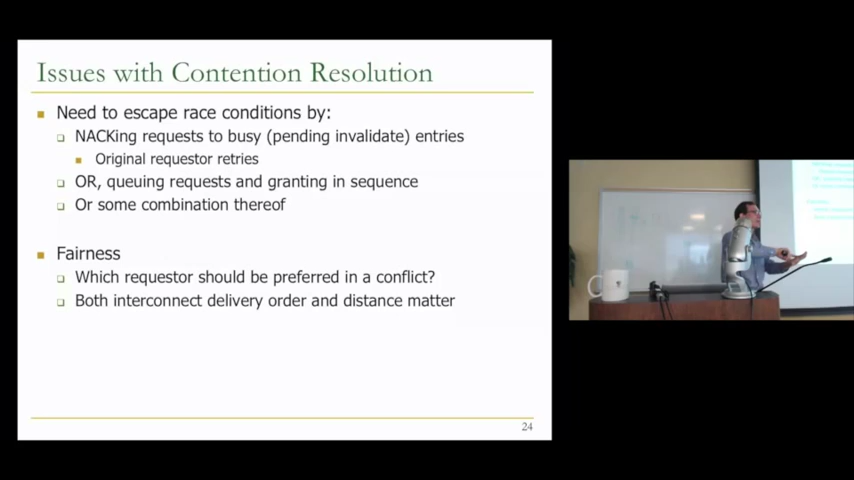 Issues with Contention Resolution
Need to escape race conditions by:
NACKing requests to busy (pending invalidate) entries
Original requestor retries
OR, queuing requests and granting in sequence
Or some combination thereof
Fairness
Which requestor should be preferred in a conflict?
Both interconnect delivery order and distance matter
24